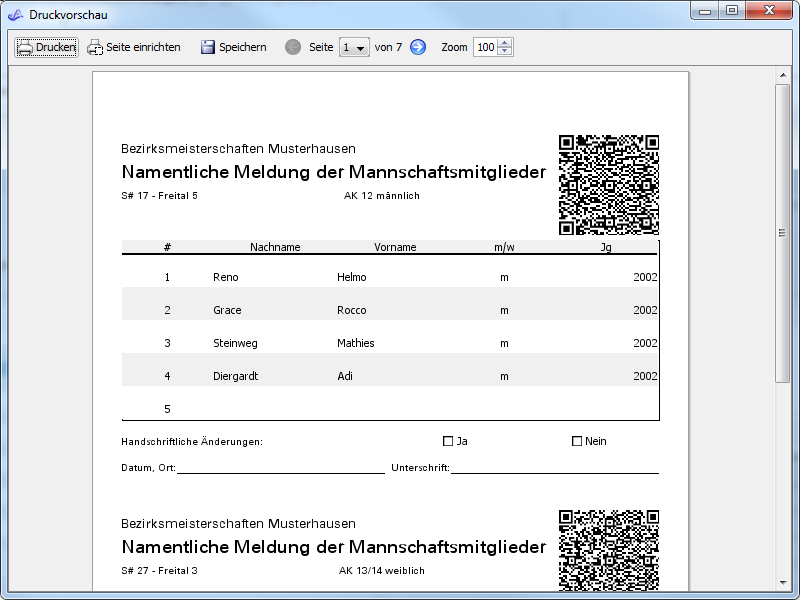 Druckvorschau
Drucken Seite einrichten Speichern Seite 1 von 7 Zoom 100
Bezirksmeisterschaften Musterhausen
Namentliche Meldung der Mannschaftsmitglieder
S# 17 - Freital 5 AK 12 männlich
# Nachname Vorname m/w Jg
1 Reno Helmo m 2002
2 Grace Rocco m 2002
3 Steinweg Mathies m 2002
4 Diergardt Adi m 2002
5
Handschriftliche Änderungen: Ja Nein
Datum, Ort: Unterschrift:
Bezirksmeisterschaften Musterhausen
Namentliche Meldung der Mannschaftsmitglieder
S# 27 - Freital 3 AK 13/14 weiblich